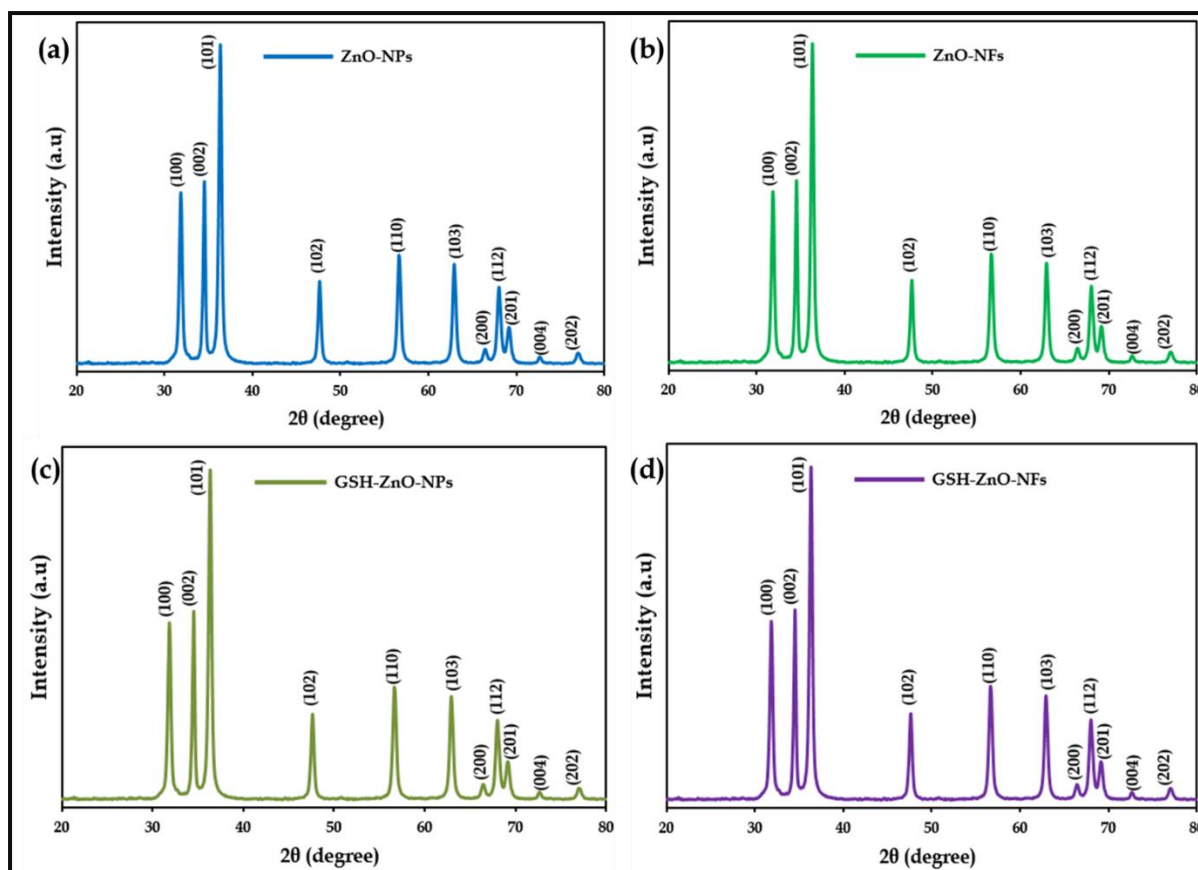 (a)
ZnO-NPs
Intensity (a.u)
(100)
(002)
(101)
(102)
(110)
(103)
(200)
(112)
(201)
(004)
(202)
20 30 40 50 60 70 80
2θ (degree)
(b)
ZnO-NFs
Intensity (a.u)
(100)
(002)
(101)
(102)
(110)
(103)
(200)
(112)
(201)
(004)
(202)
20 30 40 50 60 70 80
2θ (degree)
(c)
GSH-ZnO-NPs
Intensity (a.u)
(100)
(002)
(101)
(102)
(110)
(103)
(200)
(112)
(201)
(004)
(202)
20 30 40 50 60 70 80
2θ (degree)
(d)
GSH-ZnO-NFs
Intensity (a.u)
(100)
(002)
(101)
(102)
(110)
(103)
(200)
(112)
(201)
(004)
(202)
20 30 40 50 60 70 80
2θ (degree)